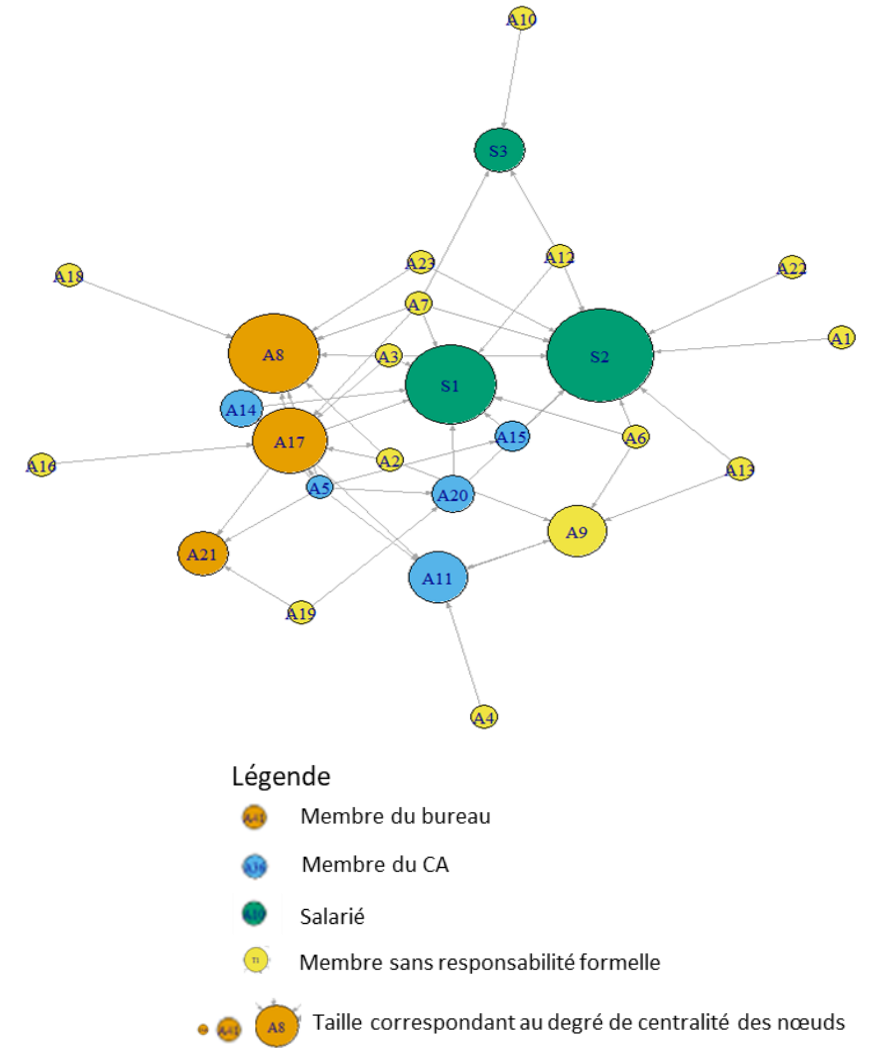 A10
S3
A12
A23
A22
A18
A7
A1
A8
A3
S2
S1
A14
A15
A6
A17
A2
A16
A13
A5
A20
A9
A21
A11
A19
A4
Légende
Membre du bureau
Membre du CA
Salarié
Membre sans responsabilité formelle
A8 Taille correspondant au degré de centralité des nœuds